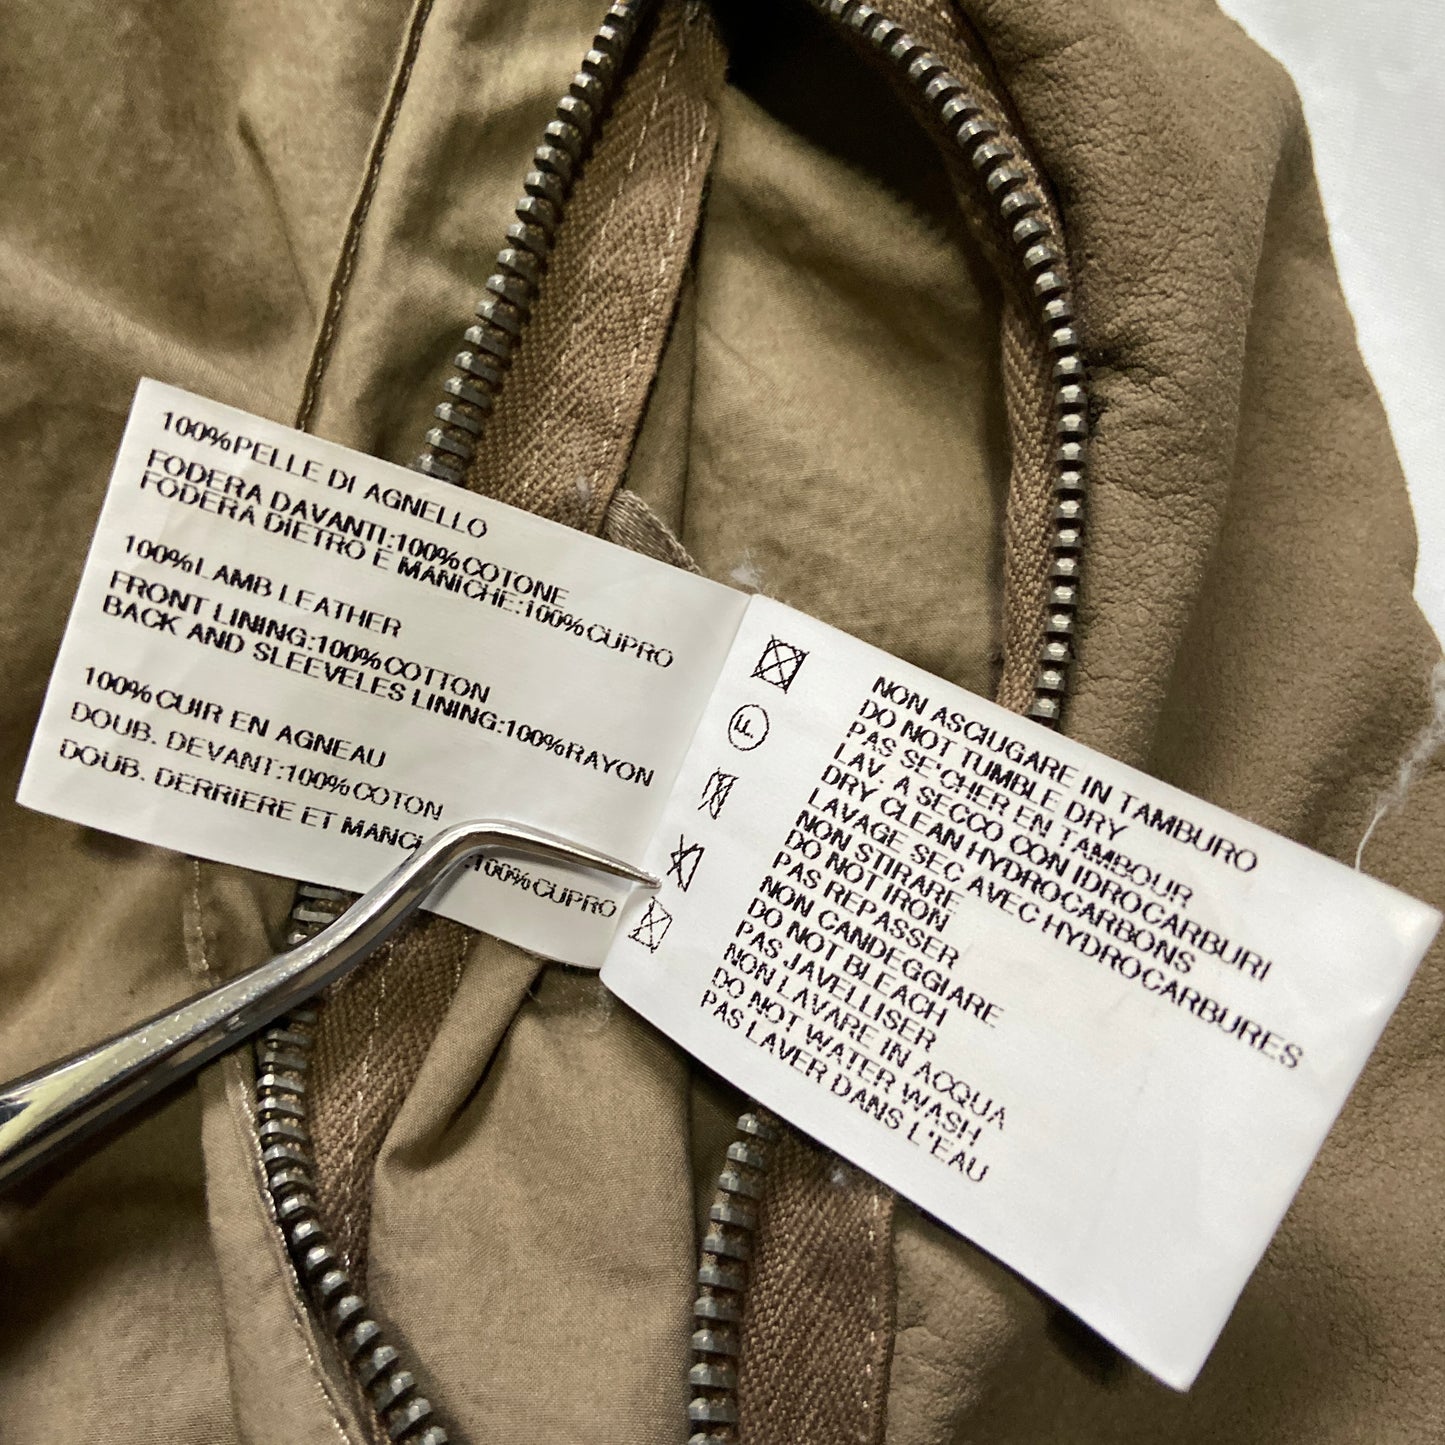 100%PELLE DI AGNELLO
FODERA DAVANTI:100%COTONE
FODERA DIETRO E MANICHE:100%CUPRO
100%LAMB LEATHER
FRONT LINING:100%COTTON
BACK AND SLEEVELES LINING:100%RAYON
100%CUIR EN AGNEAU
DOUB. DEVANT:100%COTON
DOUB. DERRIERE ET :100%CUPRO
F
NON ASCIUGARE IN TAMBURO
DO NOT TUMBLE DRY
PAS SE'CHER EN TAMBOUR
LAV. A SECCO CON IDROCARBURI
DRY CLEAN HYDROCARBONS
LAVAGE SEC AVEC HYDROCARBURES
NON STIRARE
DO NOT IRON
PAS REPASSER
NON CANDEGGIARE
DO NOT BLEACH
PAS JAVELLISER
NON LAVARE IN ACQUA
DO NOT WATER WASH
PAS LAVER DANS L'EAU